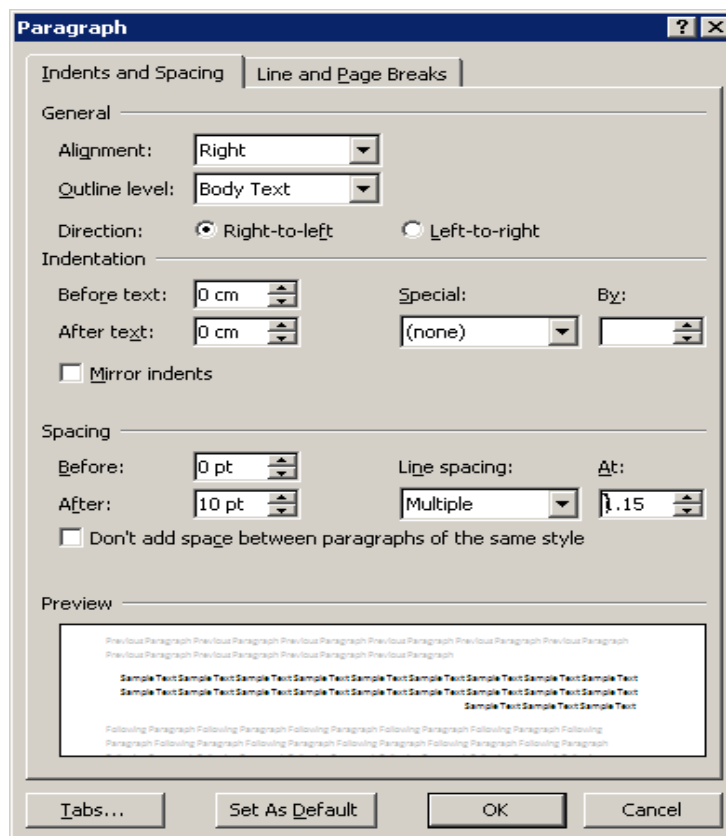 Paragraph
Indents and Spacing Line and Page Breaks
General
Alignment: Right
Outline level: Body Text
Direction: Right-to-left Left-to-right
Indentation
Before text: 0 cm Special: By:
After text: 0 cm (none)
Mirror indents
Spacing
Before: 0 pt Line spacing: At:
After: 10 pt Multiple 1.15
Don't add space between paragraphs of the same style
Preview
Previous Paragraph Previous Paragraph Previous Paragraph Previous Paragraph Previous Paragraph Previous Paragraph
Previous Paragraph Previous Paragraph Previous Paragraph Previous Paragraph
Sample Text Sample Text Sample Text Sample Text Sample Text Sample Text Sample Text Sample Text Sample Text
Sample Text Sample Text Sample Text Sample Text Sample Text Sample Text Sample Text Sample Text Sample Text
Sample Text Sample Text Sample Text
Following Paragraph Following Paragraph Following Paragraph Following Paragraph Following Paragraph Following
Paragraph Following Paragraph Following Paragraph Following Paragraph Following Paragraph Following Paragraph
Tabs... Set As Default OK Cancel